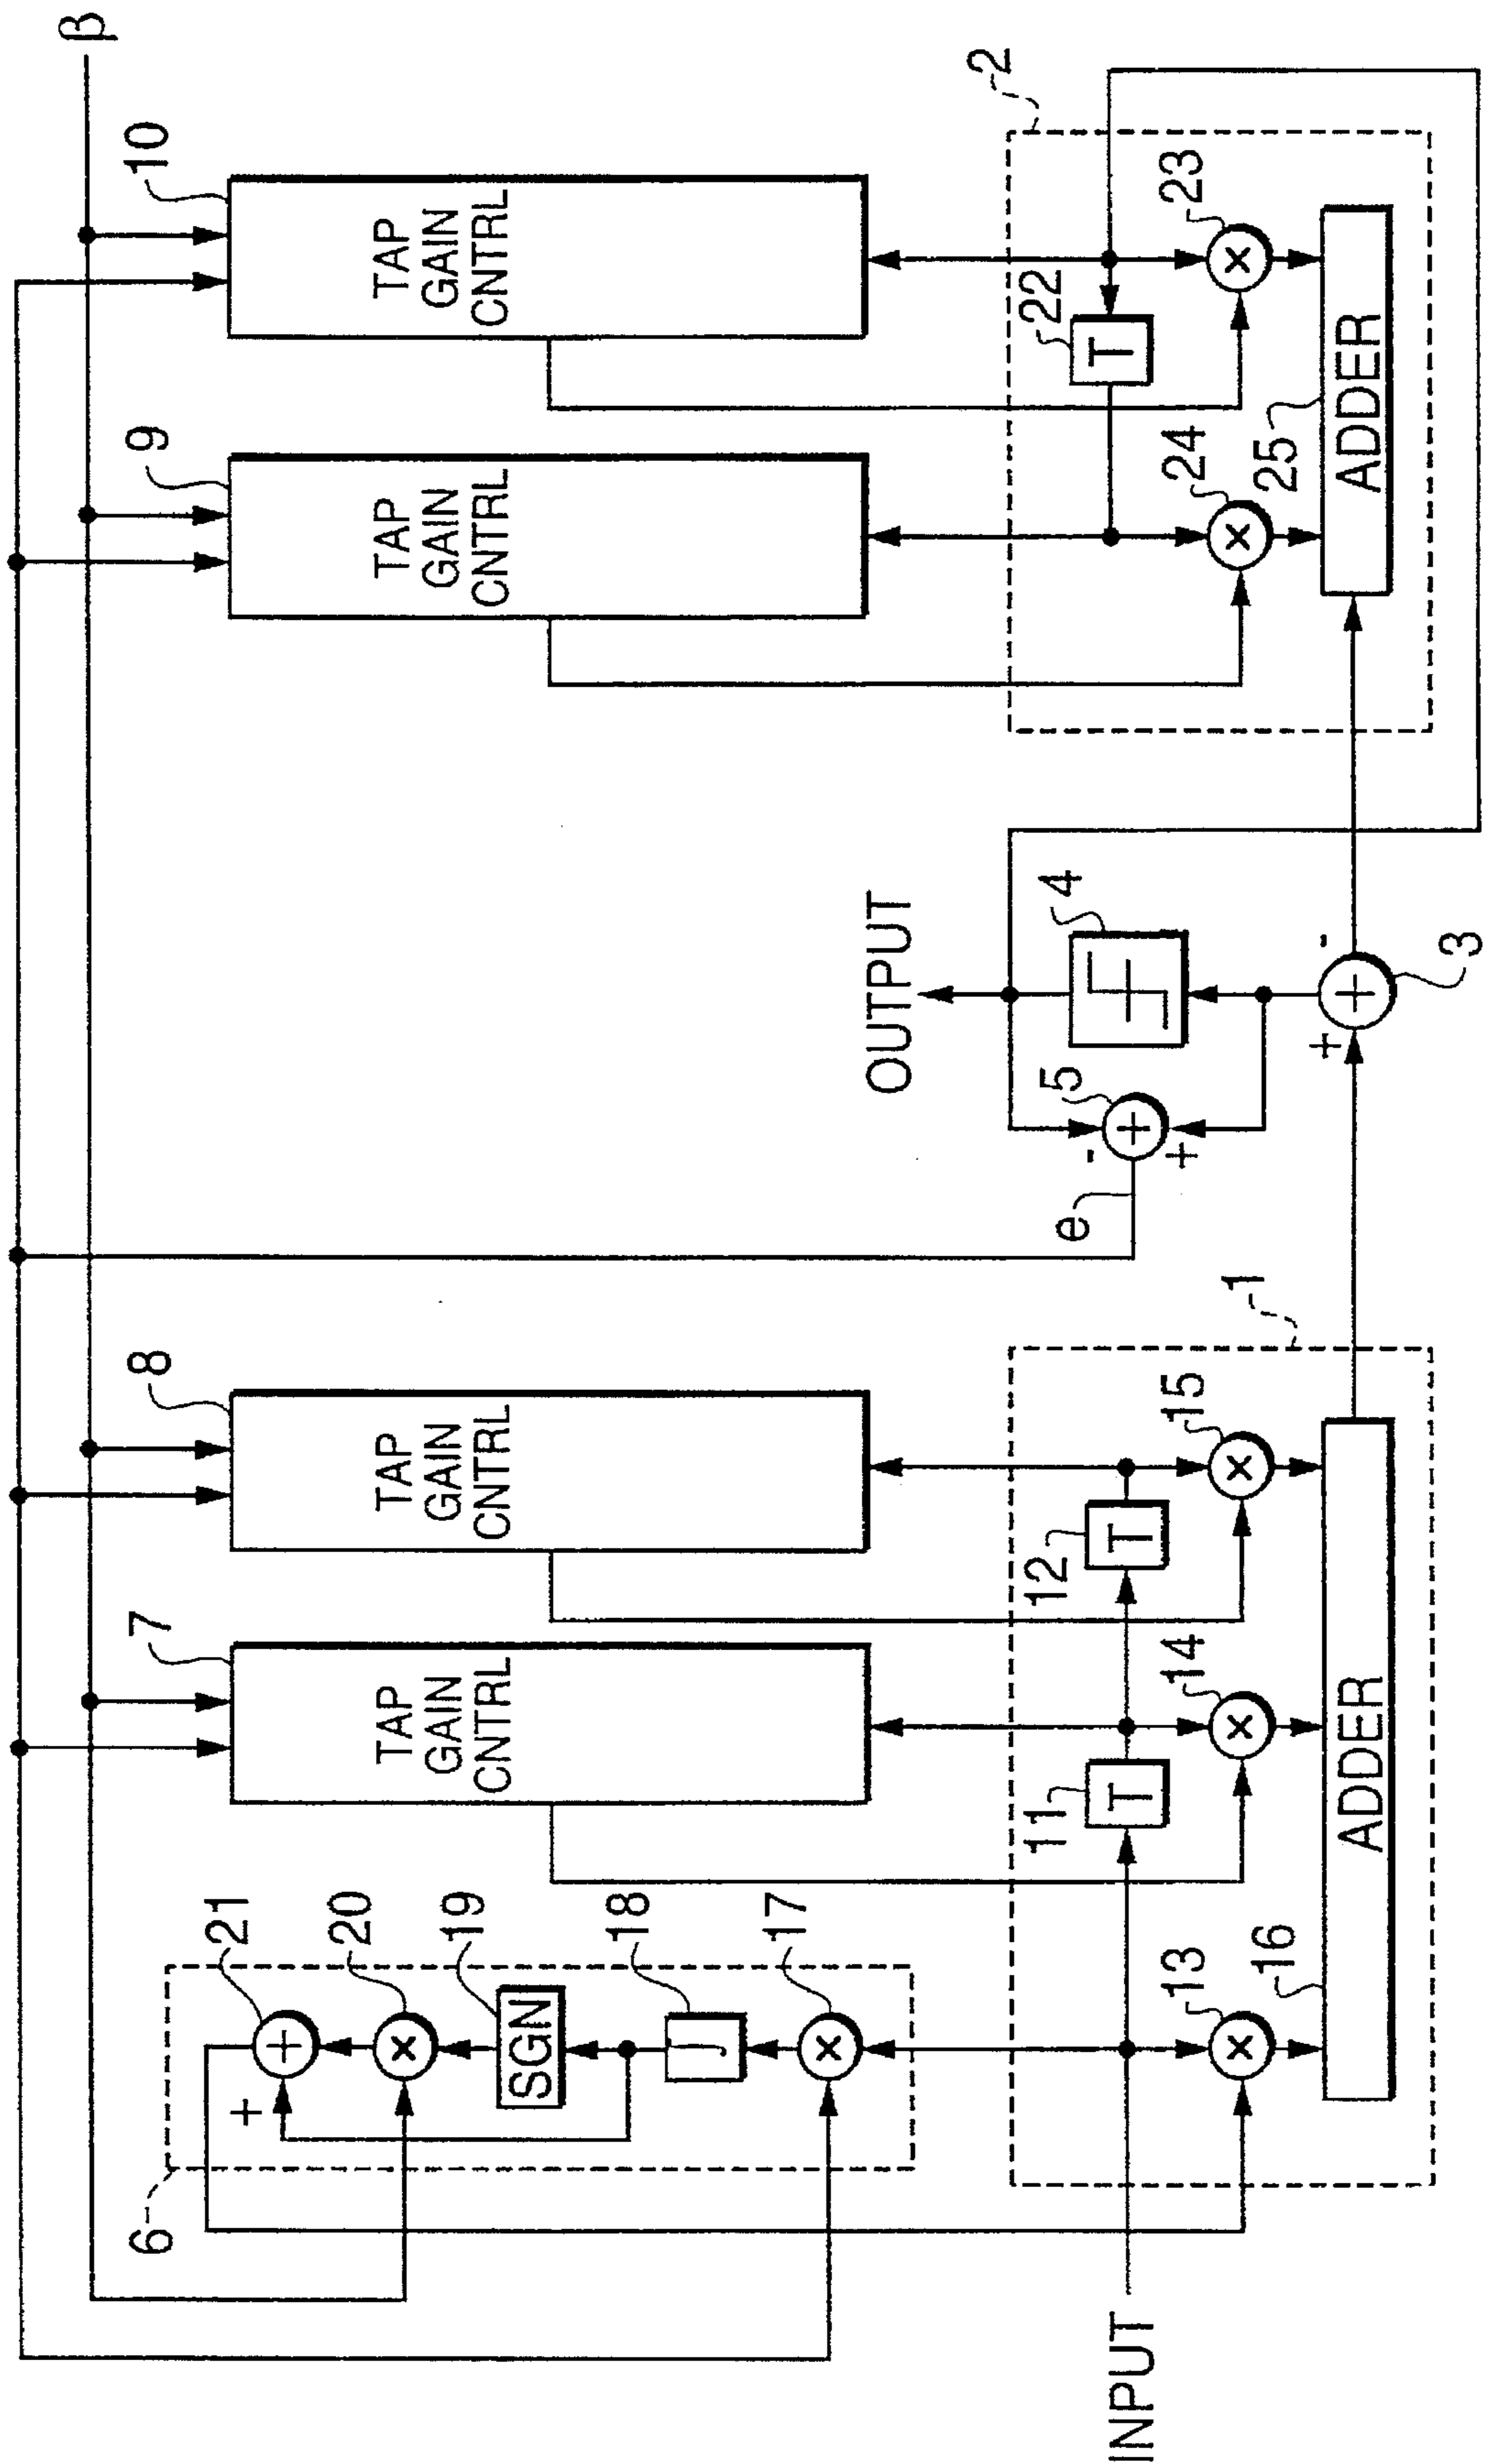 β
10
TAP
GAIN
CNTRL
9
TAP
GAIN
CNTRL
8
TAP
GAIN
CNTRL
7
TAP
GAIN
CNTRL
6
21
+
+
20
×
19
SGN
18
∫
17
×
2
22
T
23
×
24
×
25
ADDER
OUTPUT
4
5
+
-
+
e
3
+
-
+
1
12
T
15
×
11
T
14
×
13
×
16
ADDER
INPUT